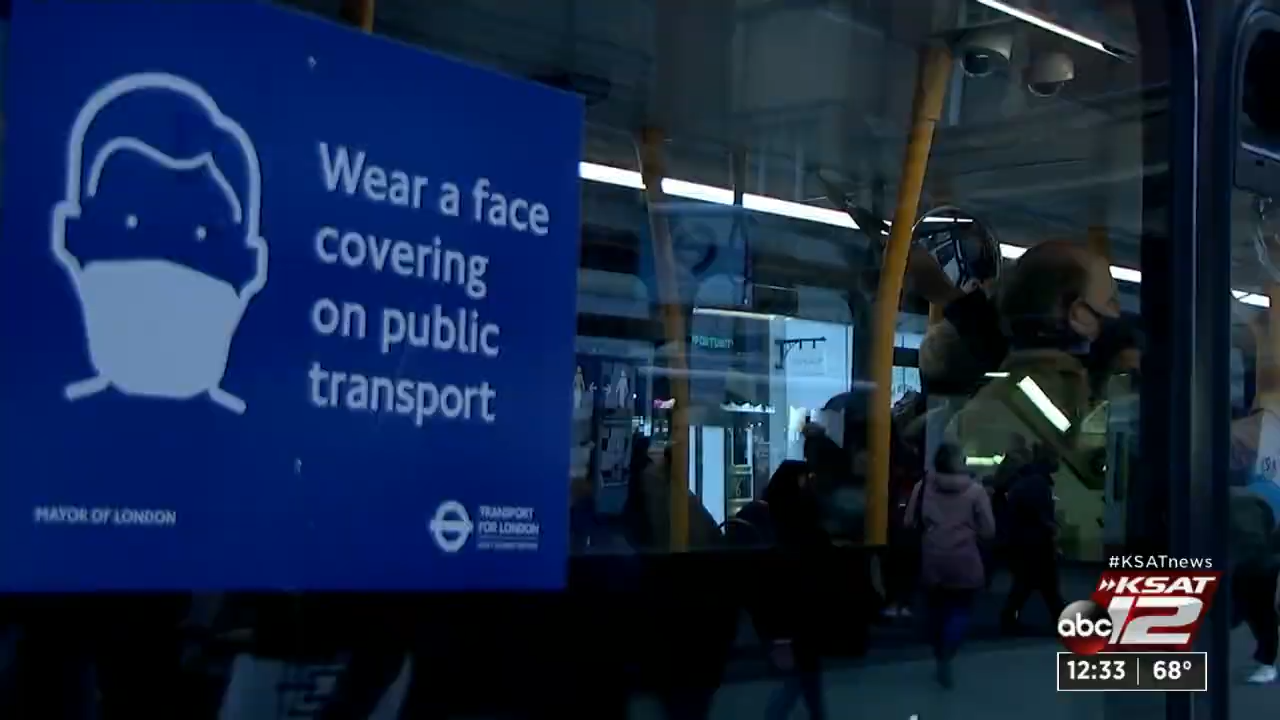 Wear a face
covering
on public
transport
MAYOR OF LONDON
TRANSPORT
FOR LONDON
#KSATnews
KSAT
abc
12
12:33
68°